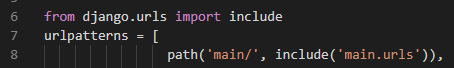 6 from django.urls import include
7 urlpatterns = [
8 path('main/', include('main.urls')),